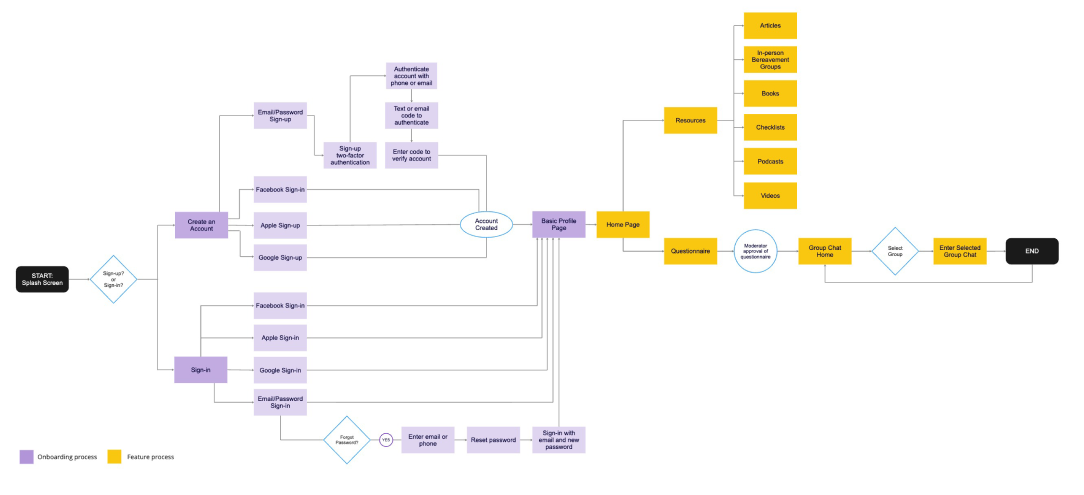 START:
Splash Screen
Sign-up?
or
Sign-in?
Create an
Account
Email/Password
Sign-up
Sign-up
two-factor
authentication
Authenticate
account with
phone or email
Text or email
code to
authenticate
Enter code to
verify account
Facebook Sign-in
Apple Sign-up
Google Sign-up
Account
Created
Sign-in
Facebook Sign-in
Apple Sign-in
Google Sign-in
Email/Password
Sign-in
Forgot
Password?
YES
Enter email or
phone
Reset password
Sign-in with
email and new
password
Basic Profile
Page
Home Page
Resources
Articles
In-person
Bereavement
Groups
Books
Checklists
Podcasts
Videos
Questionnaire
Moderator
approval of
questionnaire
Group Chat
Home
Select
Group
Enter Selected
Group Chat
END
Onboarding process
Feature process